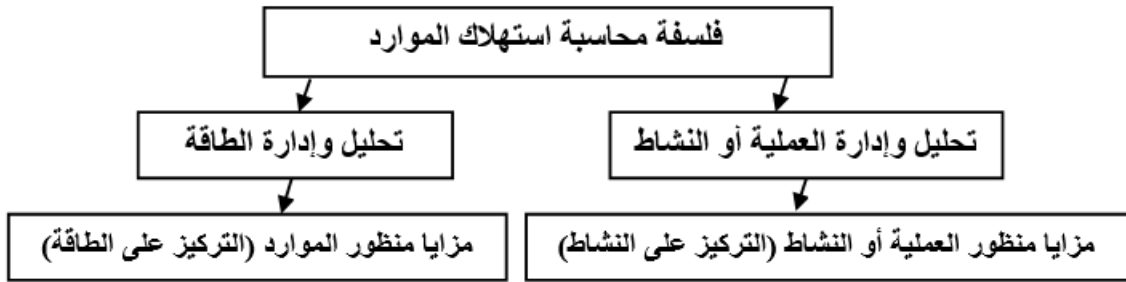 فلسفة محاسبة استهلاك الموارد
تحليل وإدارة العملية أو النشاط
تحليل وإدارة الطاقة
مزايا منظور العملية أو النشاط (التركيز على النشاط)
مزايا منظور الموارد (التركيز على الطاقة)